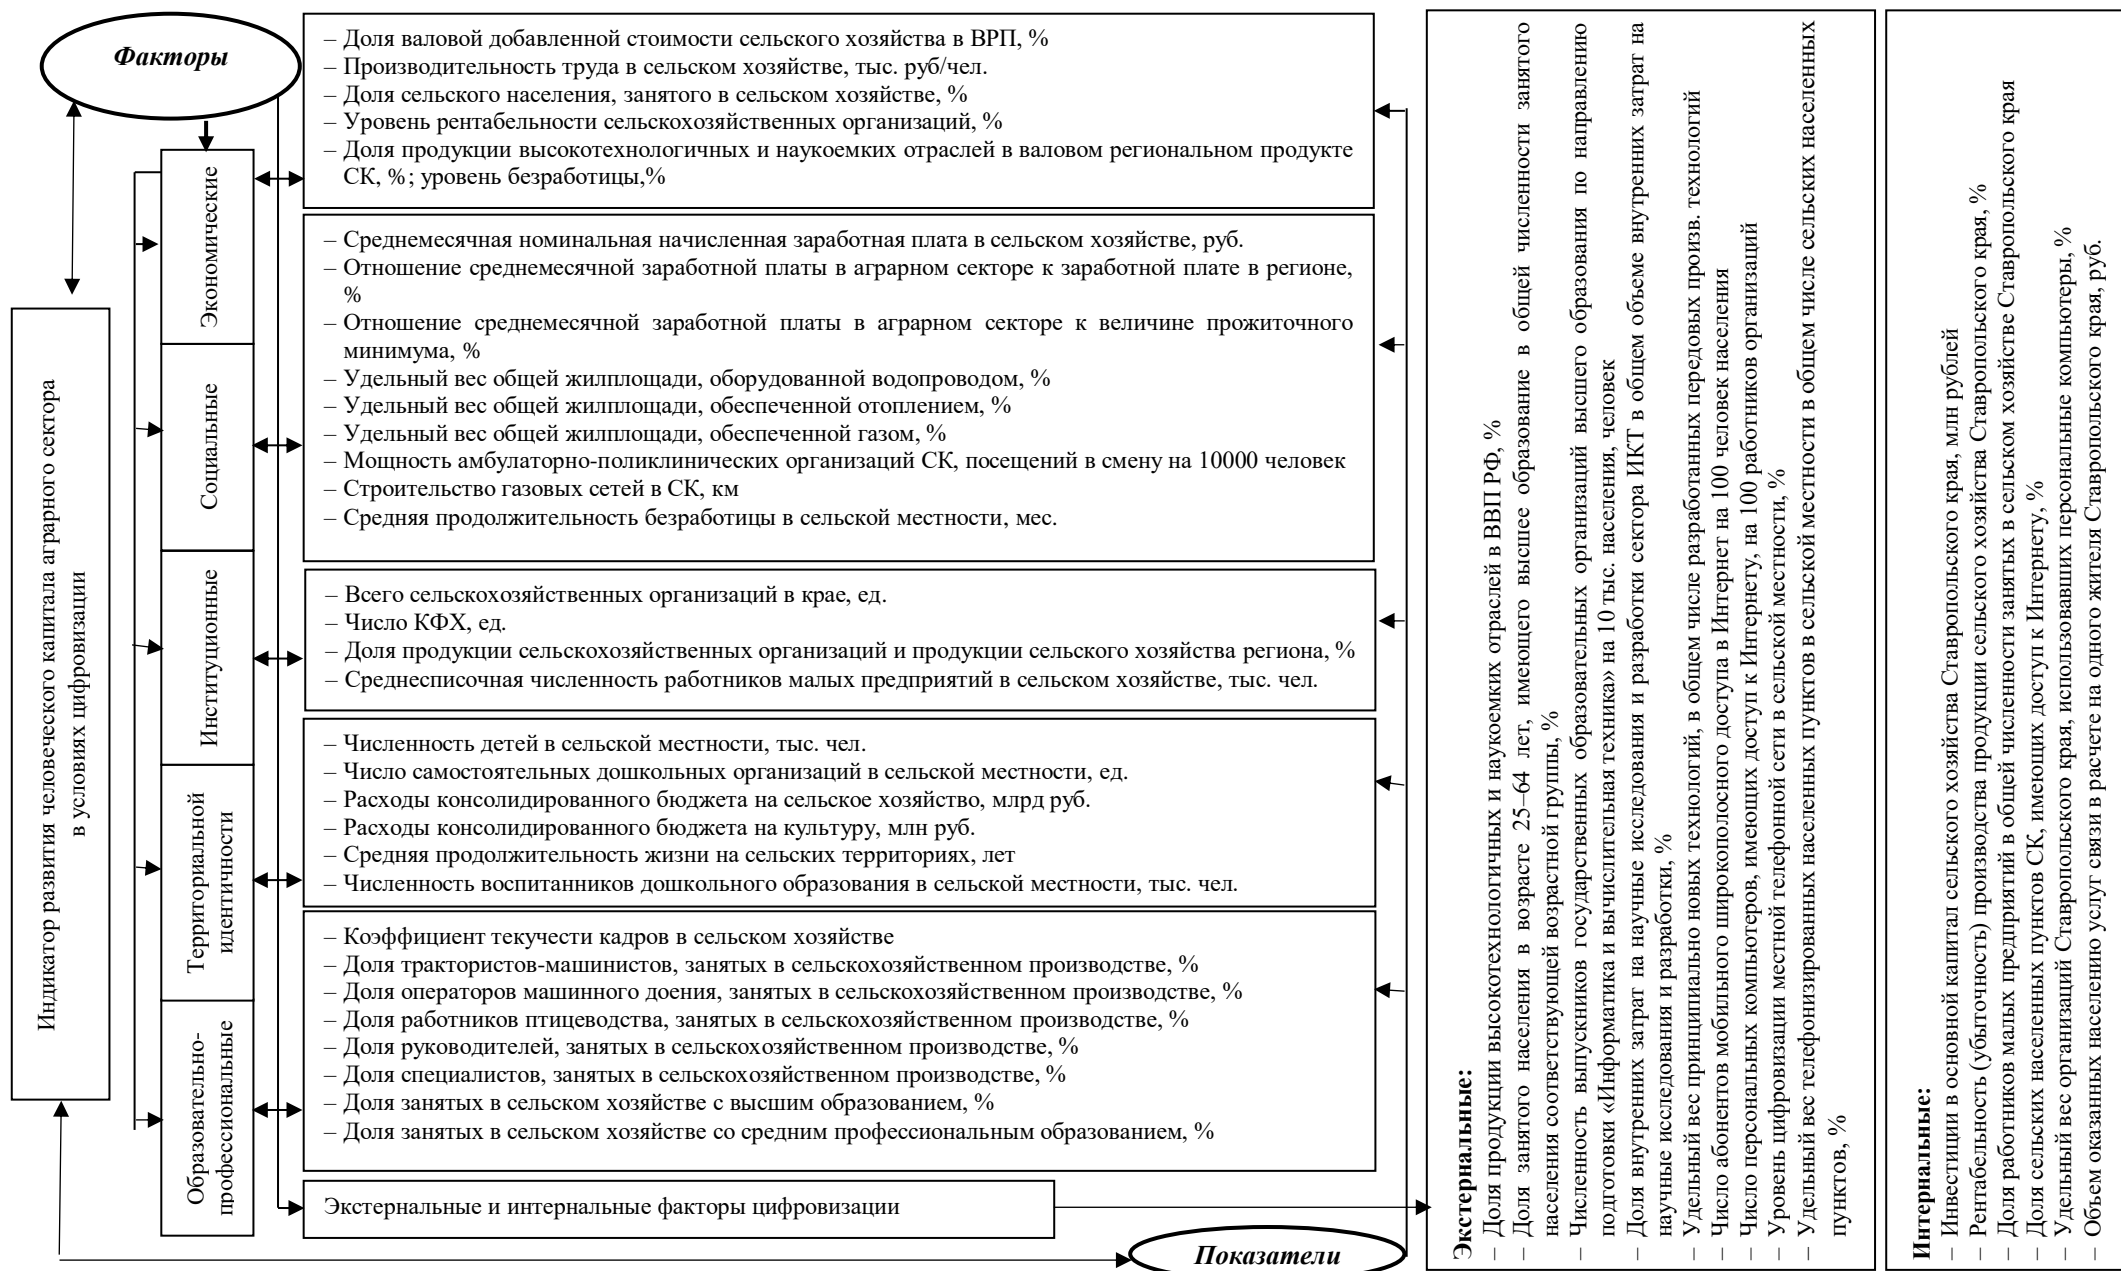 Факторы
– Доля валовой добавленной стоимости сельского хозяйства в ВРП, %
– Производительность труда в сельском хозяйстве, тыс. руб/чел.
– Доля сельского населения, занятого в сельском хозяйстве, %
– Уровень рентабельности сельскохозяйственных организаций, %
– Доля продукции высокотехнологичных и наукоемких отраслей в валовом региональном продукте
СК, %; уровень безработицы,%
Экономические
– Среднемесячная номинальная начисленная заработная плата в сельском хозяйстве, руб.
– Отношение среднемесячной заработной платы в аграрном секторе к заработной плате в регионе,
%
– Отношение среднемесячной заработной платы в аграрном секторе к величине прожиточного
минимума, %
– Удельный вес общей жилплощади, оборудованной водопроводом, %
– Удельный вес общей жилплощади, обеспеченной отоплением, %
– Удельный вес общей жилплощади, обеспеченной газом, %
– Мощность амбулаторно-поликлинических организаций СК, посещений в смену на 10000 человек
– Строительство газовых сетей в СК, км
– Средняя продолжительность безработицы в сельской местности, мес.
Социальные
Индикатор развития человеческого капитала аграрного сектора
в условиях цифровизации
– Всего сельскохозяйственных организаций в крае, ед.
– Число КФХ, ед.
– Доля продукции сельскохозяйственных организаций и продукции сельского хозяйства региона, %
– Среднесписочная численность работников малых предприятий в сельском хозяйстве, тыс. чел.
Институционные
– Численность детей в сельской местности, тыс. чел.
– Число самостоятельных дошкольных организаций в сельской местности, ед.
– Расходы консолидированного бюджета на сельское хозяйство, млрд руб.
– Расходы консолидированного бюджета на культуру, млн руб.
– Средняя продолжительность жизни на сельских территориях, лет
– Численность воспитанников дошкольного образования в сельской местности, тыс. чел.
Территориальной
идентичности
– Коэффициент текучести кадров в сельском хозяйстве
– Доля трактористов-машинистов, занятых в сельскохозяйственном производстве, %
– Доля операторов машинного доения, занятых в сельскохозяйственном производстве, %
– Доля работников птицеводства, занятых в сельскохозяйственном производстве, %
– Доля руководителей, занятых в сельскохозяйственном производстве, %
– Доля специалистов, занятых в сельскохозяйственном производстве, %
– Доля занятых в сельском хозяйстве с высшим образованием, %
– Доля занятых в сельском хозяйстве со средним профессиональным образованием, %
Образовательно-
профессиональные
Экстернальные и интернальные факторы цифровизации
Показатели
Экстернальные:
– Доля продукции высокотехнологичных и наукоемких отраслей в ВВП РФ, %
– Доля занятого населения в возрасте 25–64 лет, имеющего высшее образование в общей численности занятого
населения соответствующей возрастной группы, %
– Численность выпускников государственных образовательных организаций высшего образования по направлению
подготовки «Информатика и вычислительная техника» на 10 тыс. населения, человек
– Доля внутренних затрат на научные исследования и разработки сектора ИКТ в общем объеме внутренних затрат на
научные исследования и разработки, %
– Удельный вес принципиально новых технологий, в общем числе разработанных передовых произв. технологий
– Число абонентов мобильного широкополосного доступа в Интернет на 100 человек населения
– Число персональных компьютеров, имеющих доступ к Интернету, на 100 работников организаций
– Уровень цифровизации местной телефонной сети в сельской местности, %
– Удельный вес телефонизированных населенных пунктов в сельской местности в общем числе сельских населенных
пунктов, %
Интернальные:
– Инвестиции в основной капитал сельского хозяйства Ставропольского края, млн рублей
– Рентабельность (убыточность) производства продукции сельского хозяйства Ставропольского края, %
– Доля работников малых предприятий в общей численности занятых в сельском хозяйстве Ставропольского края
– Доля сельских населенных пунктов СК, имеющих доступ к Интернету, %
– Удельный вес организаций Ставропольского края, использовавших персональные компьютеры, %
– Объем оказанных населению услуг связи в расчете на одного жителя Ставропольского края, руб.